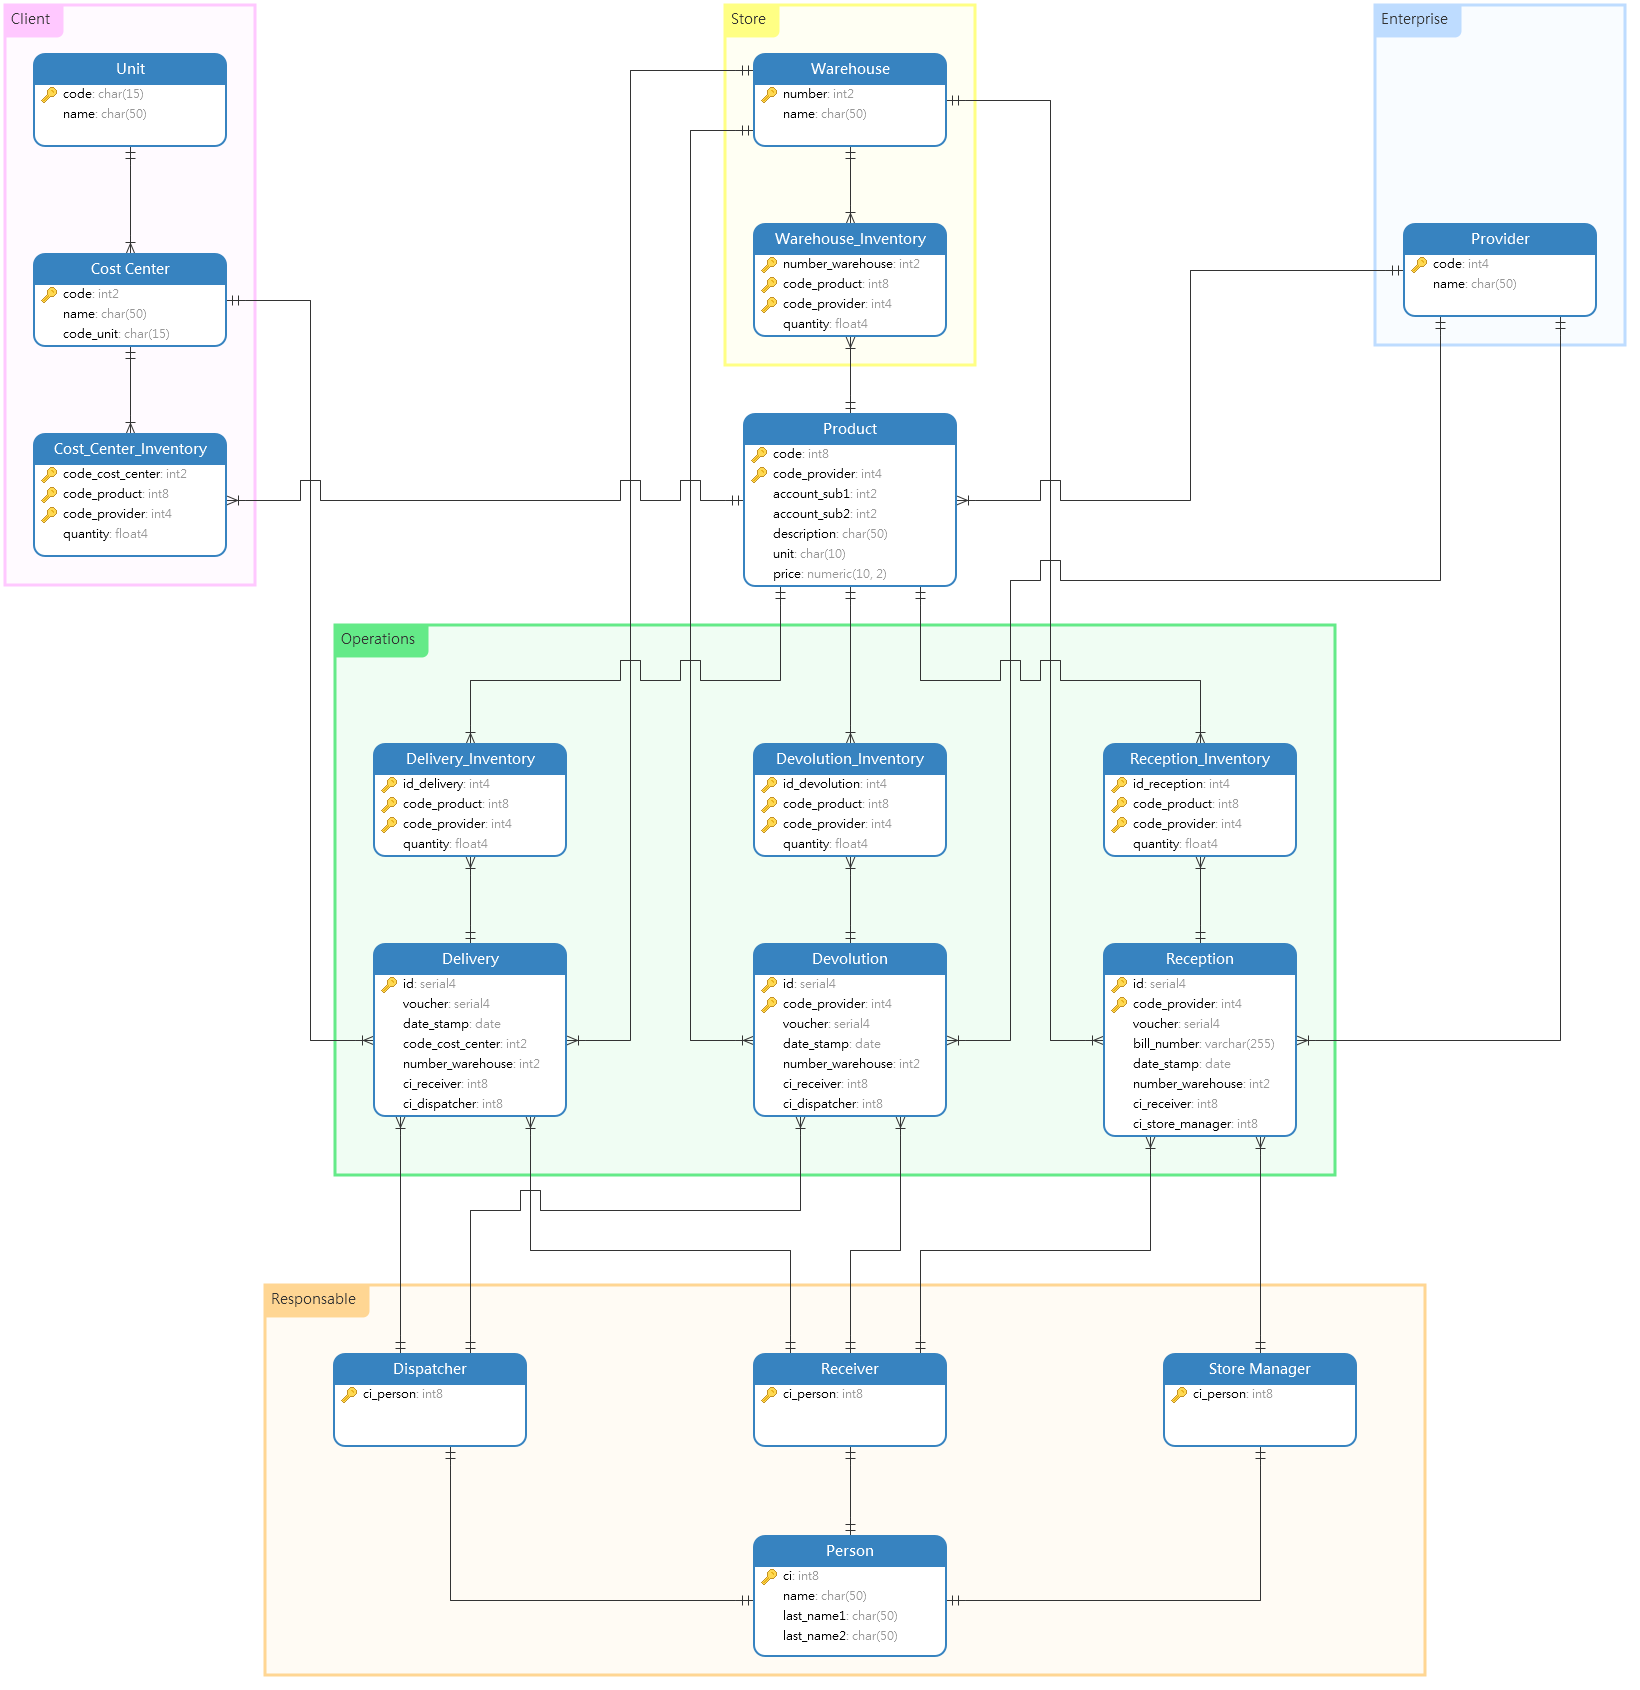 Client
Unit
code: char(15)
name: char(50)
Cost Center
code: int2
name: char(50)
code_unit: char(15)
Cost_Center_Inventory
code_cost_center: int2
code_product: int8
code_provider: int4
quantity: float4
Store
Warehouse
number: int2
name: char(50)
Warehouse_Inventory
number_warehouse: int2
code_product: int8
code_provider: int4
quantity: float4
Enterprise
Provider
code: int4
name: char(50)
Product
code: int8
code_provider: int4
account_sub1: int2
account_sub2: int2
description: char(50)
unit: char(10)
price: numeric(10, 2)
Operations
Delivery_Inventory
id_delivery: int4
code_product: int8
code_provider: int4
quantity: float4
Devolution_Inventory
id_devolution: int4
code_product: int8
code_provider: int4
quantity: float4
Reception_Inventory
id_reception: int4
code_product: int8
code_provider: int4
quantity: float4
Delivery
id: serial4
voucher: serial4
date_stamp: date
code_cost_center: int2
number_warehouse: int2
ci_receiver: int8
ci_dispatcher: int8
Devolution
id: serial4
code_provider: int4
voucher: serial4
date_stamp: date
number_warehouse: int2
ci_receiver: int8
ci_dispatcher: int8
Reception
id: serial4
code_provider: int4
voucher: serial4
bill_number: varchar(255)
date_stamp: date
number_warehouse: int2
ci_receiver: int8
ci_store_manager: int8
Responsable
Dispatcher
ci_person: int8
Receiver
ci_person: int8
Store Manager
ci_person: int8
Person
ci: int8
name: char(50)
last_name1: char(50)
last_name2: char(50)